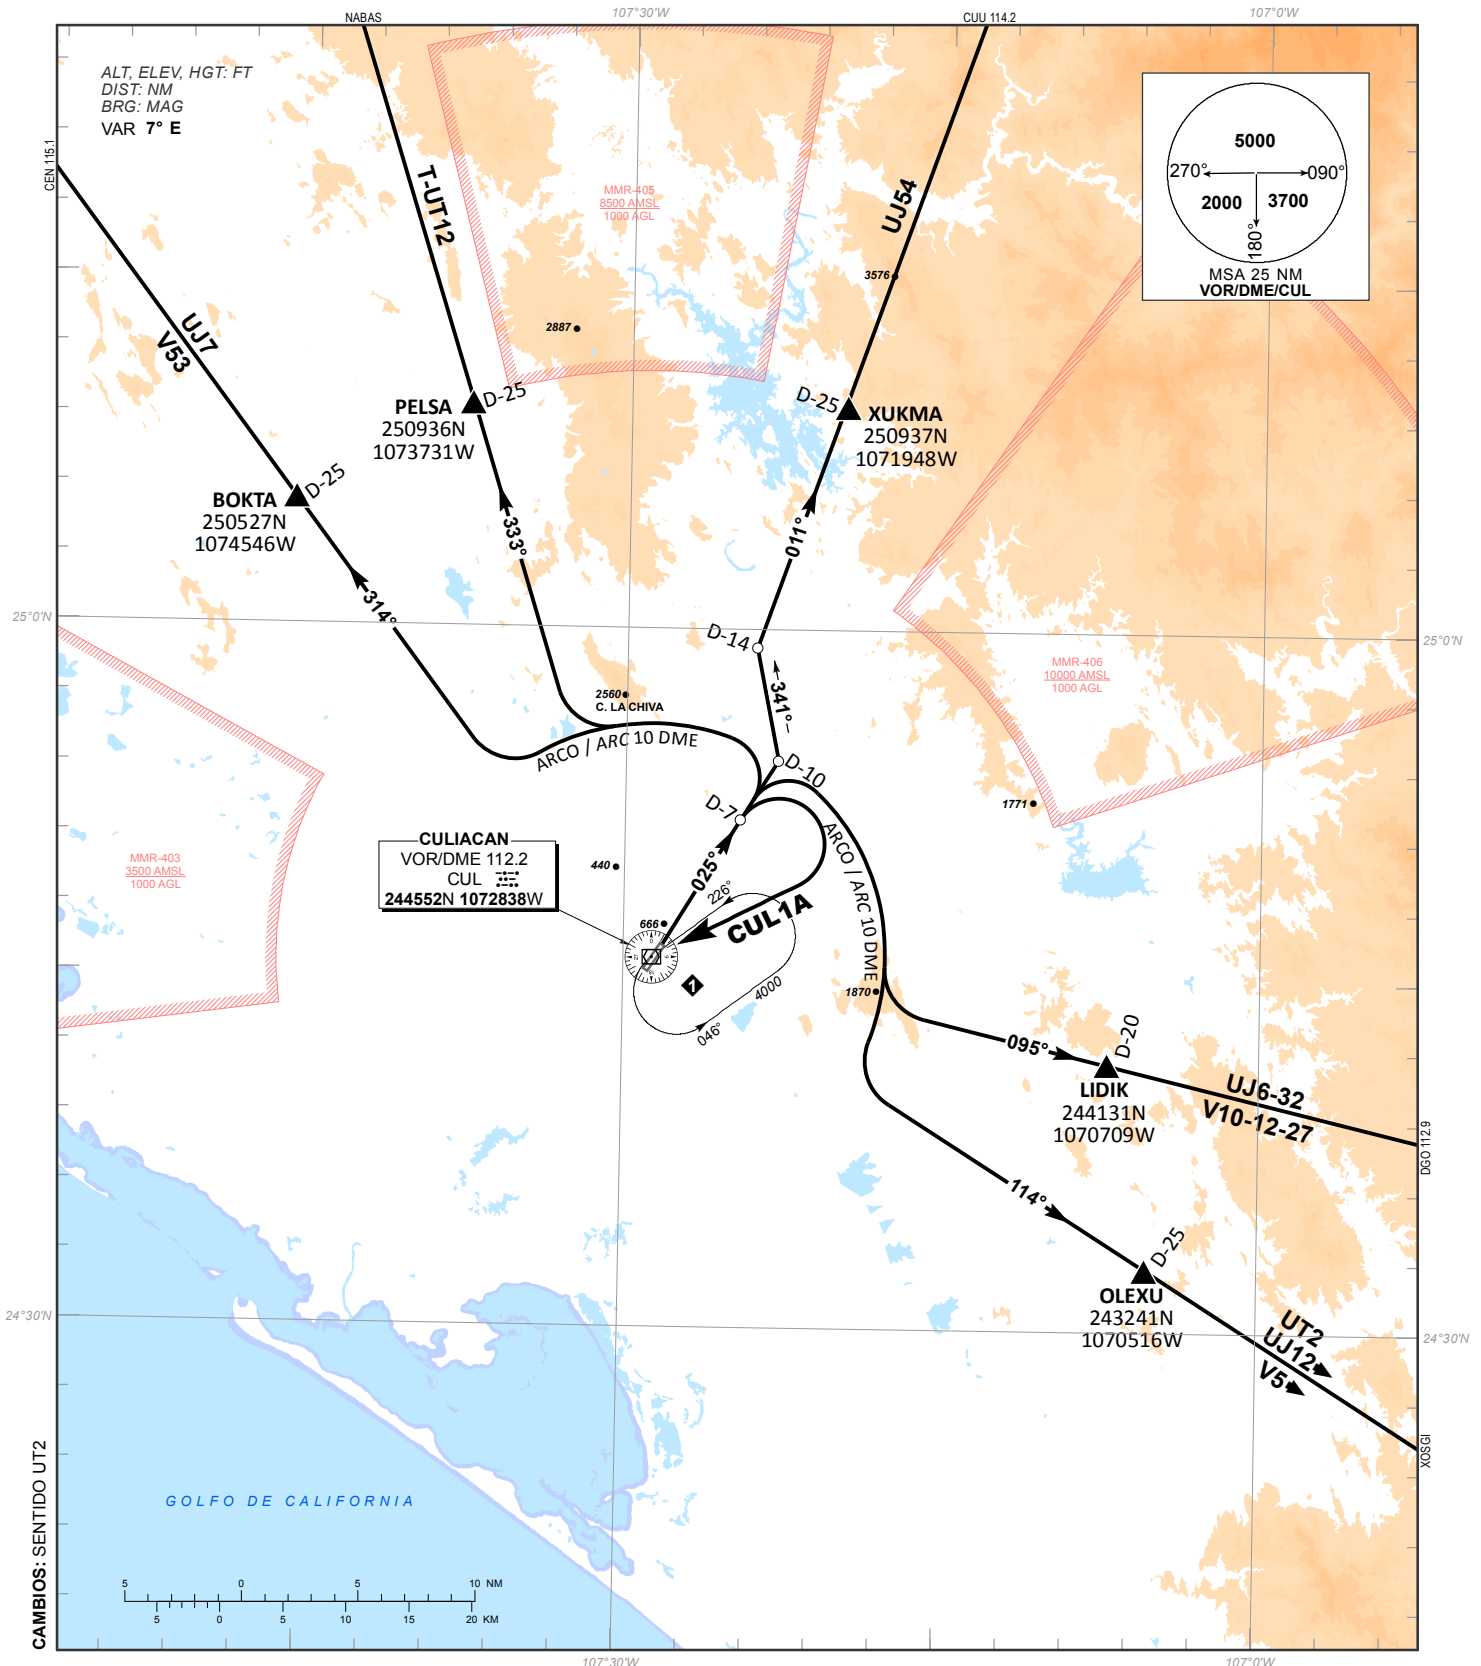 NABAS
107°30'W
CUU 114.2
107°0'W
ALT, ELEV, HGT: FT
DIST: NM
BRG: MAG
VAR 7° E
CEN 115.1
5000
270°
090°
2000
3700
180°
MSA 25 NM
VOR/DME/CUL
T-UT12
MMR-405
8500 AMSL
1000 AGL
UJ54
3576
2887
UJ7
V53
D-25
PELSA
250936N
1073731W
D-25
XUKMA
250937N
1071948W
D-25
BOKTA
250527N
1074546W
333°
011°
314°
25°0'N
25°0'N
D-14
MMR-406
10000 AMSL
1000 AGL
341°
2560
C. LA CHIVA
ARCO / ARC 10 DME
D-10
1771
D-7
MMR-403
3500 AMSL
1000 AGL
CULIACAN
VOR/DME 112.2
CUL
244552N 1072838W
440
025°
226°
ARCO / ARC 10 DME
CUL1A
666
1
4000
046°
1870
095°
D-20
LIDIK
244131N
1070709W
UJ6-32
V10-12-27
DGO 112.9
114°
D-25
OLEXU
243241N
1070516W
24°30'N
24°30'N
UT2
UJ12
V5
XOSGI
GOLFO DE CALIFORNIA
CAMBIOS: SENTIDO UT2
5 0 5 10 NM
5 0 5 10 15 20 KM
107°30'W
107°0'W